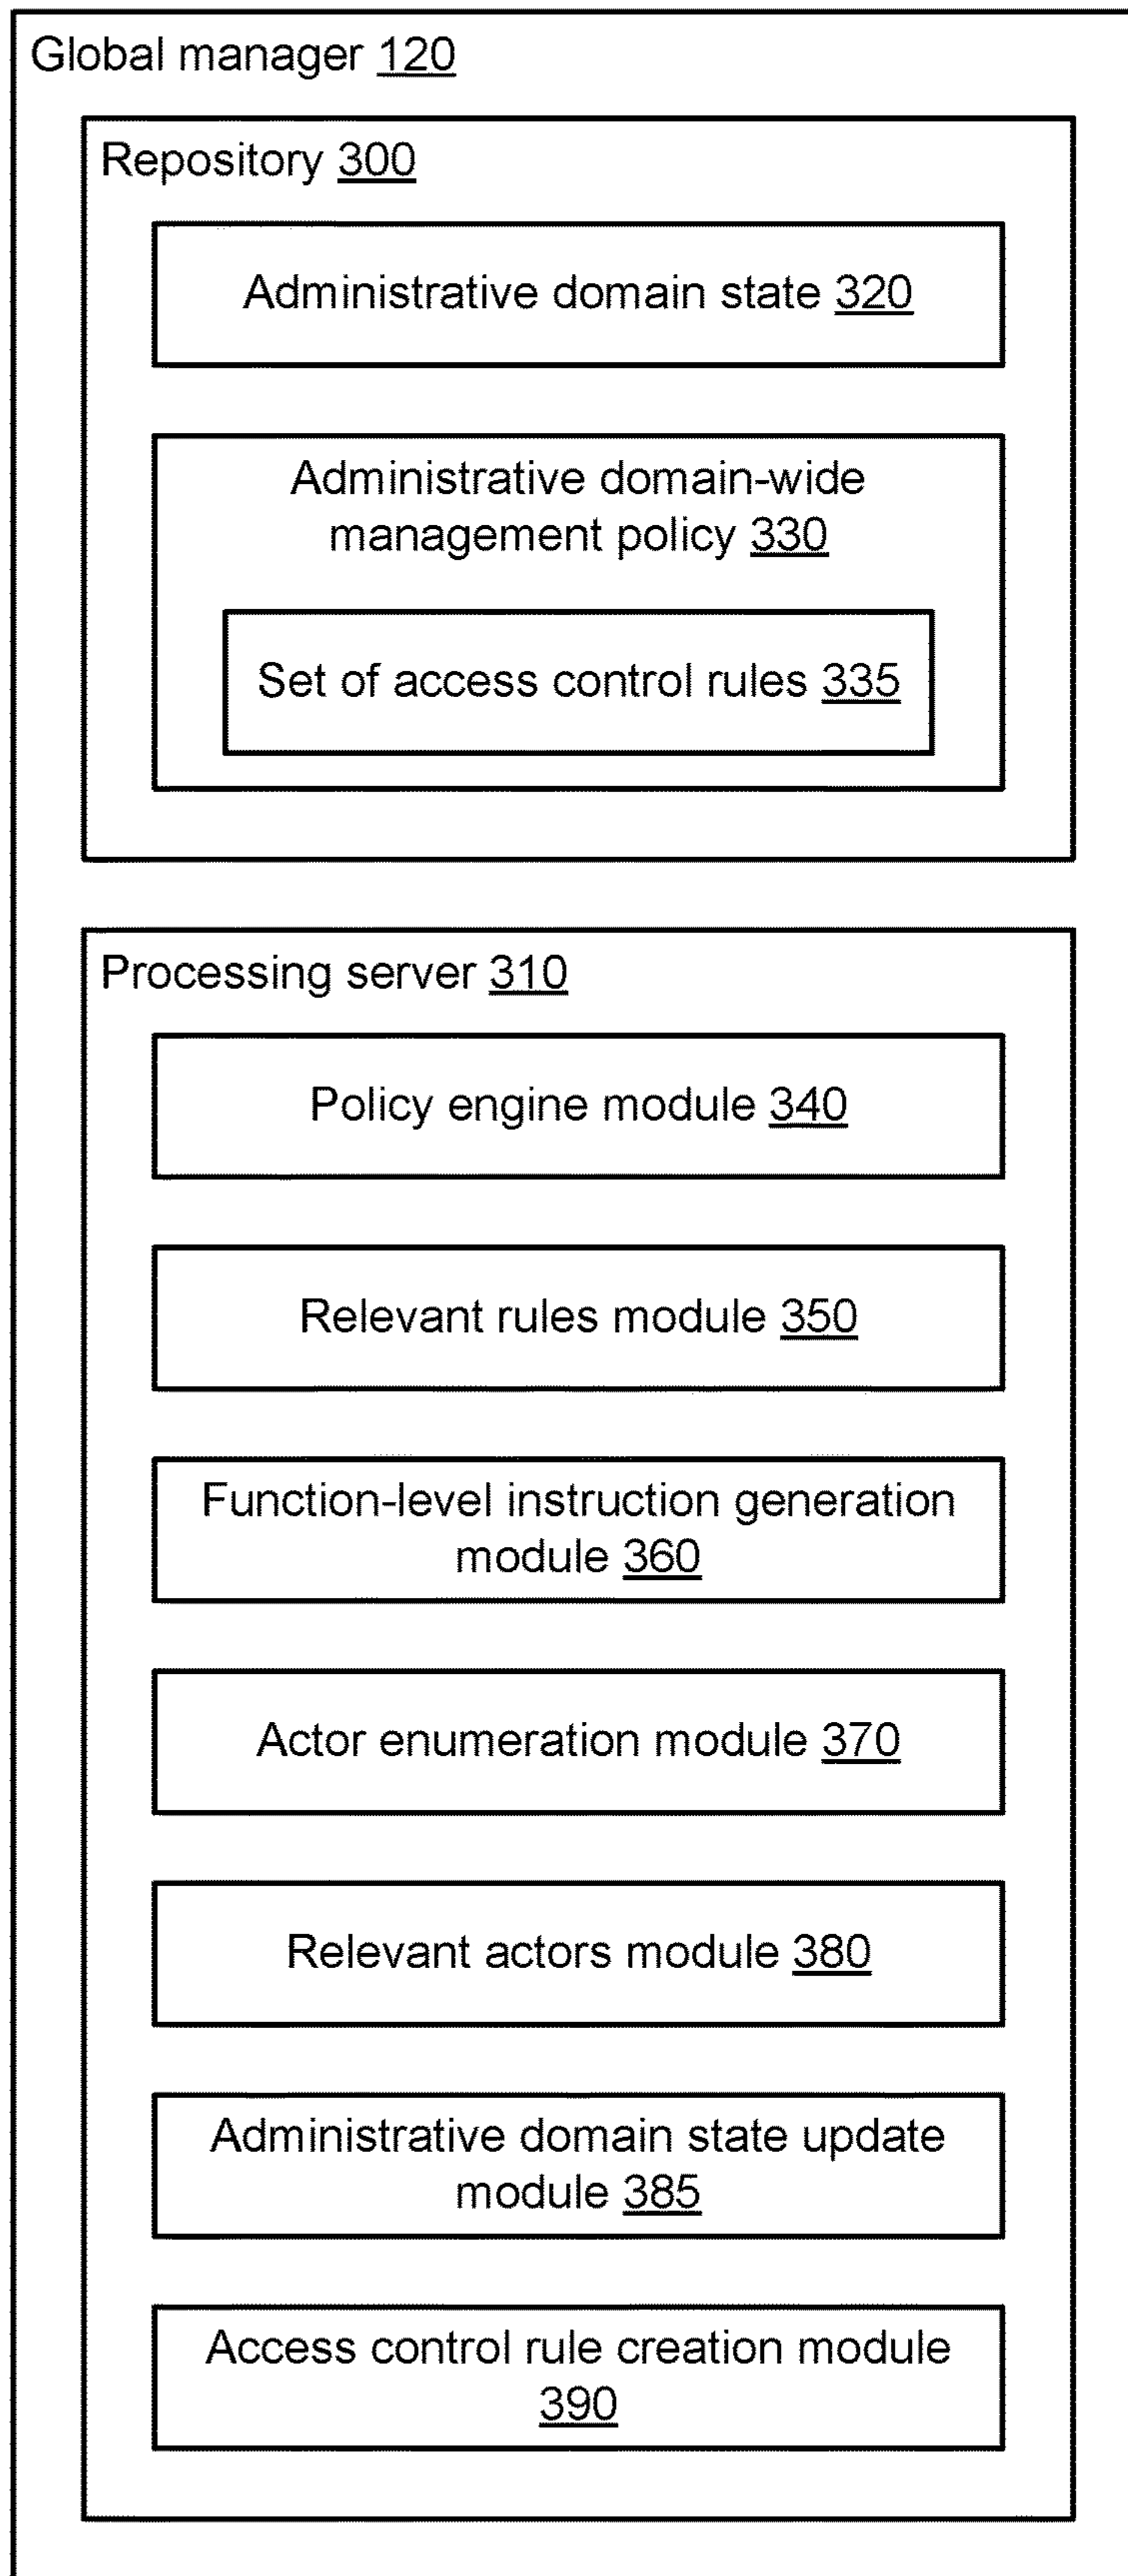 Global manager 120
Repository 300
Administrative domain state 320
Administrative domain-wide
management policy 330
Set of access control rules 335
Processing server 310
Policy engine module 340
Relevant rules module 350
Function-level instruction generation
module 360
Actor enumeration module 370
Relevant actors module 380
Administrative domain state update
module 385
Access control rule creation module
390